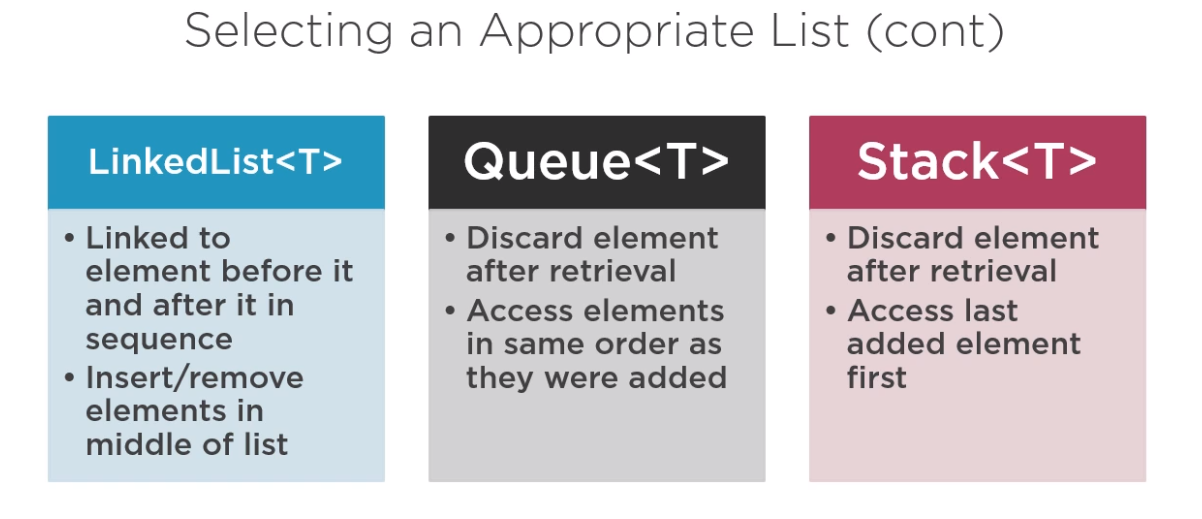 Selecting an Appropriate List (cont)
LinkedList<T>
• Linked to
element before it
and after it in
sequence
• Insert/remove
elements in
middle of list
Queue<T>
• Discard element
after retrieval
• Access elements
in same order as
they were added
Stack<T>
• Discard element
after retrieval
• Access last
added element
first